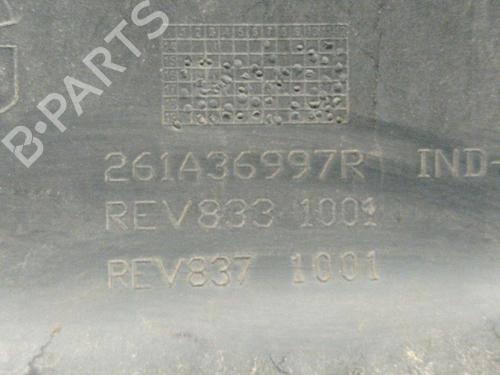 B-PARTS
261A36997R IND-
REV833 1001
REV837 1001